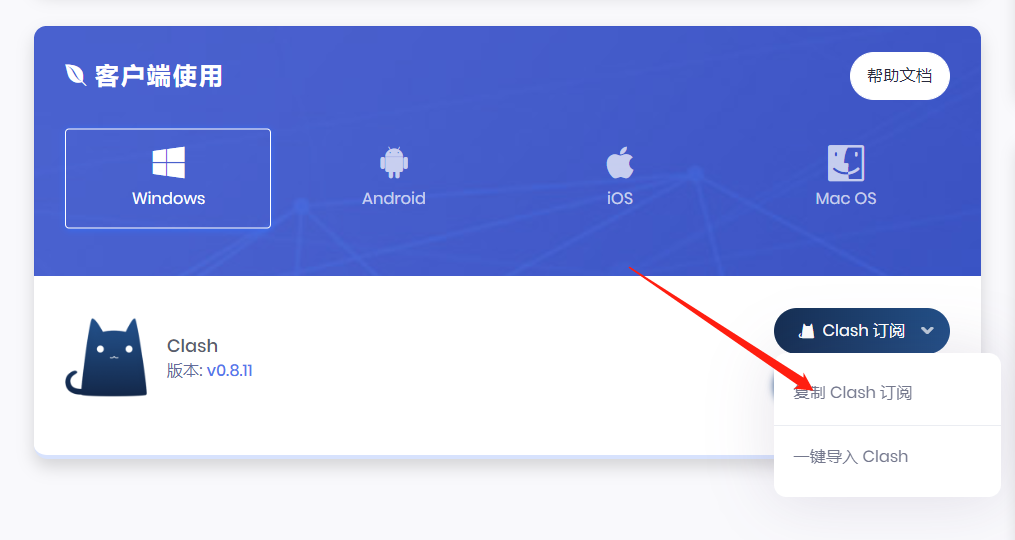 客户端使用
帮助文档
Windows
Android
iOS
Mac OS
Clash 订阅
Clash
版本: v0.8.11
复制 Clash 订阅
一键导入 Clash